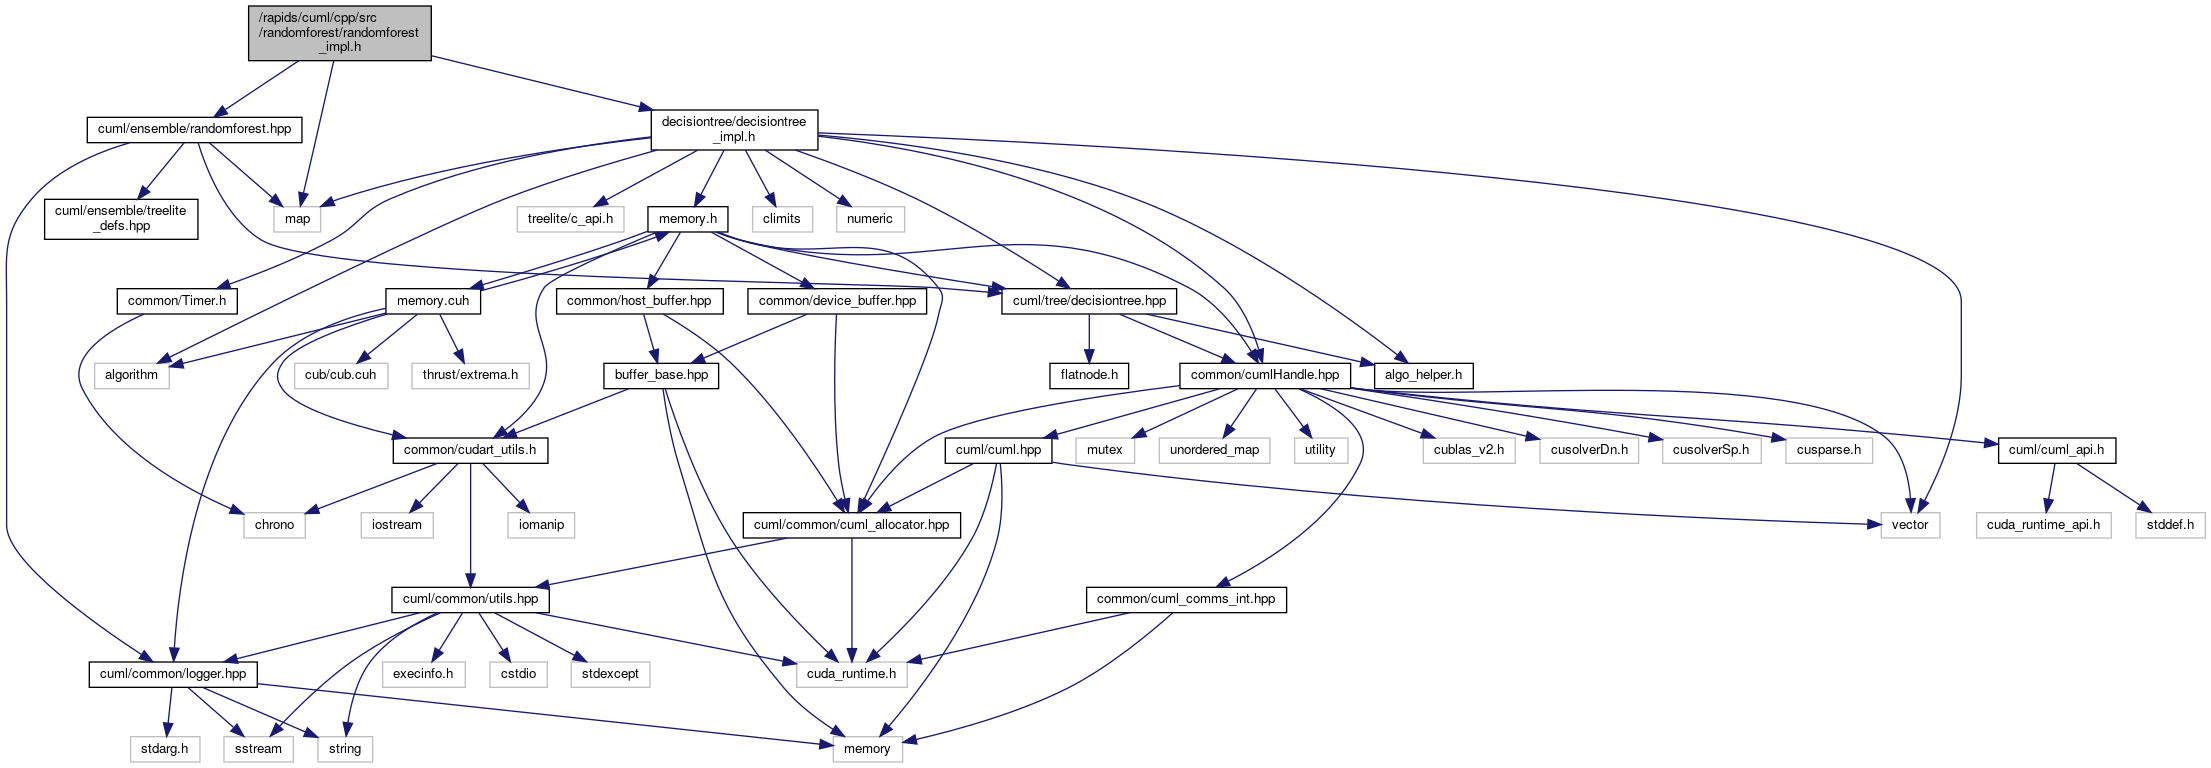 /rapids/cuml/cpp/src
/randomforest/randomforest
_impl.h
cuml/ensemble/randomforest.hpp
decisiontree/decisiontree
_impl.h
cuml/ensemble/treelite
_defs.hpp
map
treelite/c_api.h
memory.h
climits
numeric
common/Timer.h
memory.cuh
common/host_buffer.hpp
common/device_buffer.hpp
cuml/tree/decisiontree.hpp
algorithm
cub/cub.cuh
thrust/extrema.h
buffer_base.hpp
flatnode.h
common/cumlHandle.hpp
algo_helper.h
common/cudart_utils.h
cuml/cuml.hpp
mutex
unordered_map
utility
cublas_v2.h
cusolverDn.h
cusolverSp.h
cusparse.h
cuml/cuml_api.h
chrono
iostream
iomanip
cuml/common/cuml_allocator.hpp
vector
cuda_runtime_api.h
stddef.h
cuml/common/utils.hpp
common/cuml_comms_int.hpp
cuml/common/logger.hpp
execinfo.h
cstdio
stdexcept
cuda_runtime.h
stdarg.h
sstream
string
memory